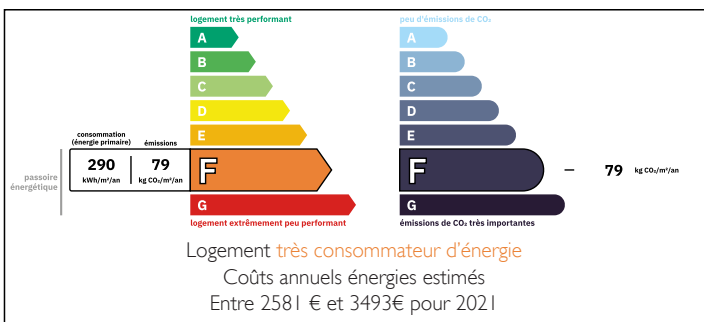 logement très performant
A
B
C
D
E
consommation
(énergie primaire)
émissions
290
79
kWh/m²/an
kg CO₂/m²/an
F
passoire
énergétique
G
logement extrêmement peu performant
peu d'émissions de CO₂
A
B
C
D
E
F
79 kg CO₂/m²/an
G
émissions de CO₂ très importantes
Logement très consommateur d'énergie
Coûts annuels énergies estimés
Entre 2581 € et 3493€ pour 2021